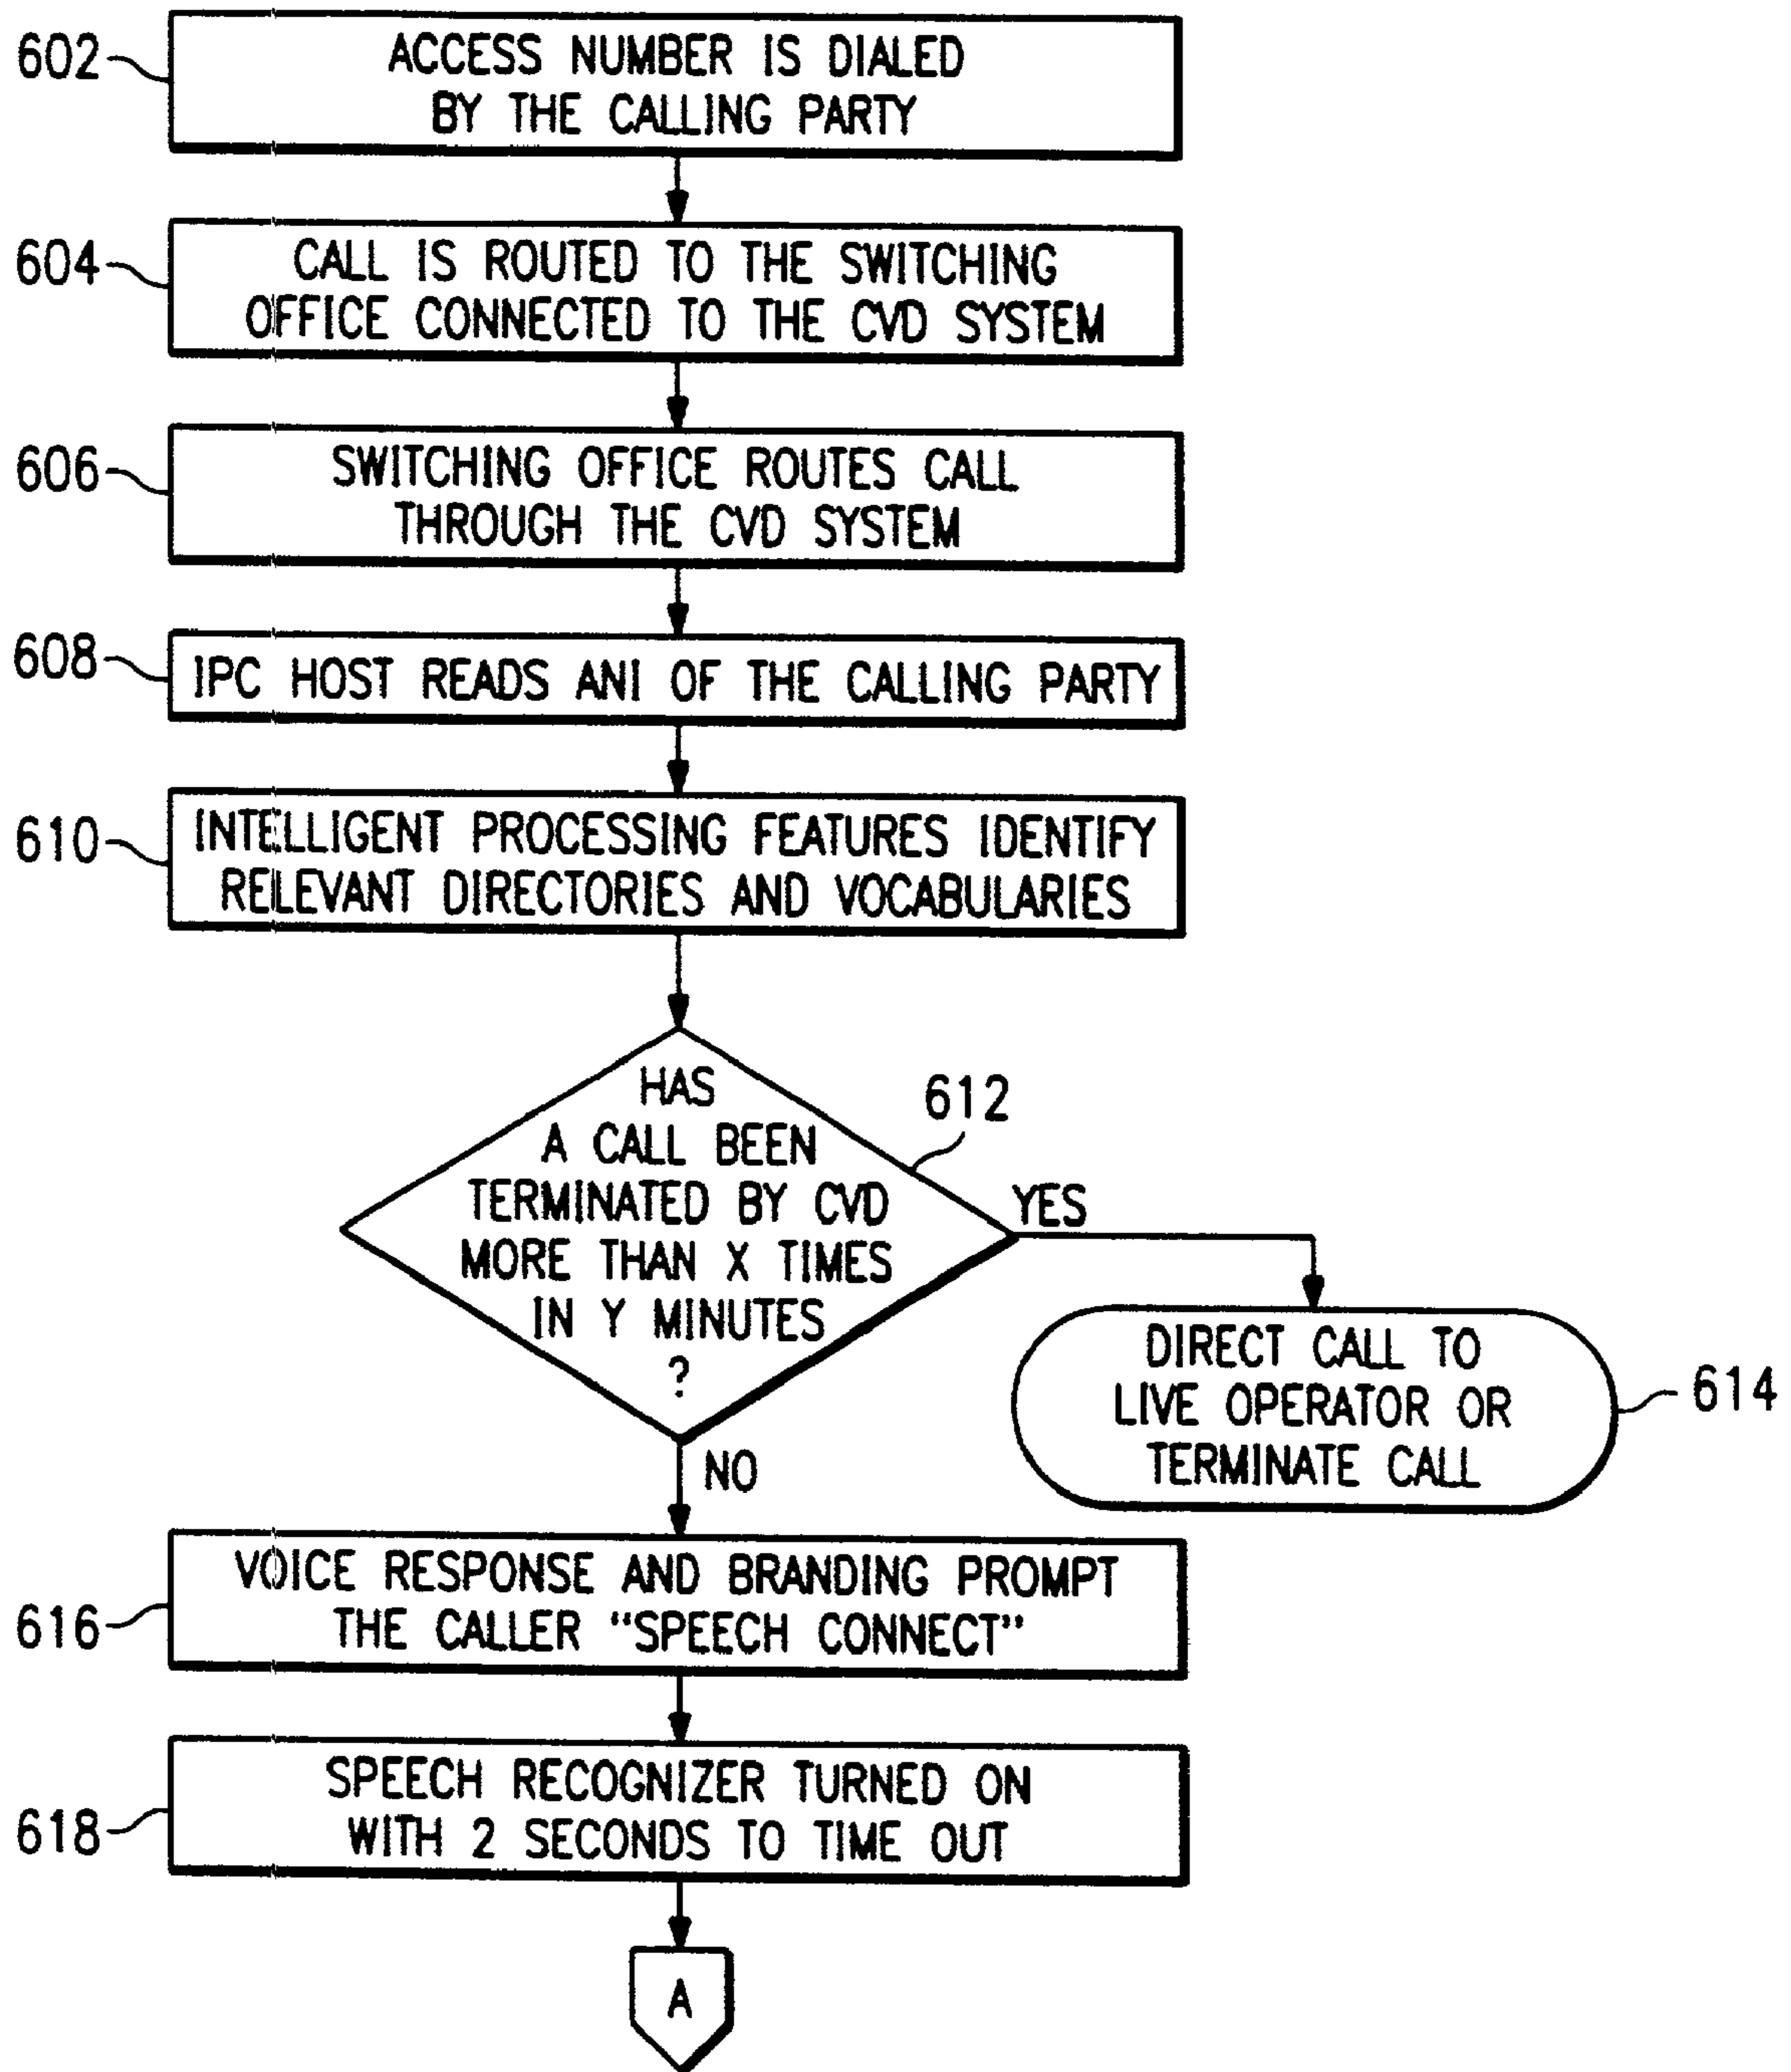 602
ACCESS NUMBER IS DIALED
BY THE CALLING PARTY
604
CALL IS ROUTED TO THE SWITCHING
OFFICE CONNECTED TO THE CVD SYSTEM
606
SWITCHING OFFICE ROUTES CALL
THROUGH THE CVD SYSTEM
608
IPC HOST READS ANI OF THE CALLING PARTY
610
INTELLIGENT PROCESSING FEATURES IDENTIFY
RELEVANT DIRECTORIES AND VOCABULARIES
HAS
A CALL BEEN
TERMINATED BY CVD
MORE THAN X TIMES
IN Y MINUTES
?
612
YES
DIRECT CALL TO
LIVE OPERATOR OR
TERMINATE CALL
614
NO
616
VOICE RESPONSE AND BRANDING PROMPT
THE CALLER “SPEECH CONNECT”
618
SPEECH RECOGNIZER TURNED ON
WITH 2 SECONDS TO TIME OUT
A